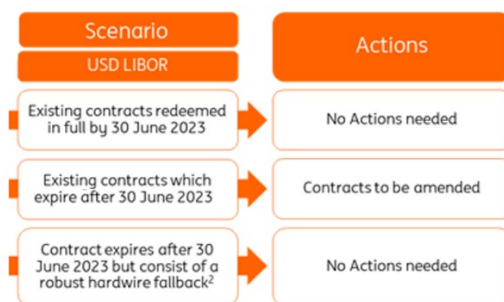 Scenario
Actions
USD LIBOR
Existing contracts redeemed
in full by 30 June 2023
No Actions needed
Existing contracts which
expire after 30 June 2023
Contracts to be amended
Contract expires after 30
June 2023 but consist of a
robust hardwire fallback²
No Actions needed